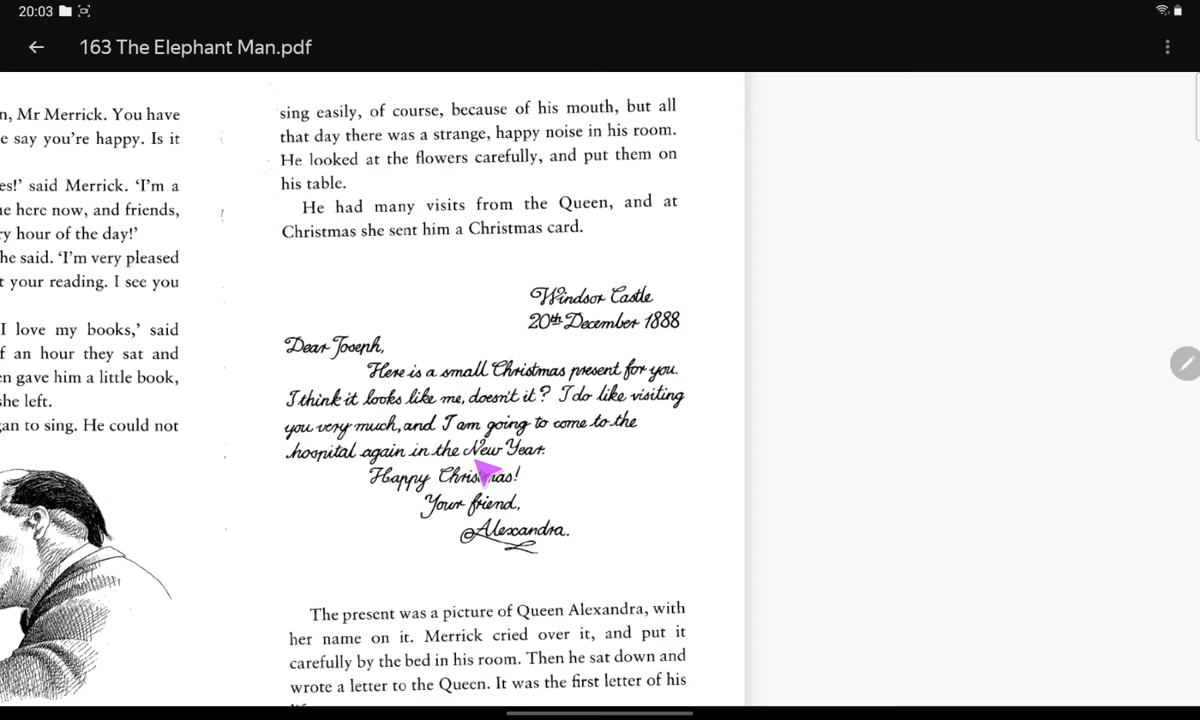 20:03
163 The Elephant Man.pdf
n, Mr Merrick. You have
e say you're happy. Is it
es!' said Merrick. 'I'm a
ne here now, and friends,
ry hour of the day!'
he said. 'I'm very pleased
t your reading. I see you
I love my books,' said
f an hour they sat and
en gave him a little book,
she left.
gan to sing. He could not
sing easily, of course, because of his mouth, but all
that day there was a strange, happy noise in his room.
He looked at the flowers carefully, and put them on
his table.
He had many visits from the Queen, and at
Christmas she sent him a Christmas card.
Windsor Castle
20th December 1888
Dear Joseph,
Here is a small Christmas present for you.
I think it looks like me, doesn't it? I do like visiting
you very much, and I am going to come to the
hospital again in the New Year.
Happy Christmas!
Your friend,
Alexandra.
The present was a picture of Queen Alexandra, with
her name on it. Merrick cried over it, and put it
carefully by the bed in his room. Then he sat down and
wrote a letter to the Queen. It was the first letter of his